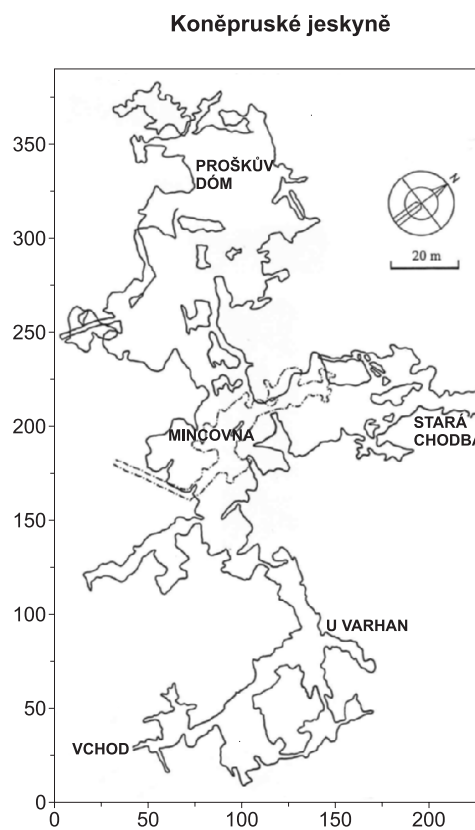 Koněpruské jeskyně
350
PROŠKŮV
DÓM
N
20 m
300
250
200
MINCOVNA
STARÁ
CHODBA
150
100
U VARHAN
50
VCHOD
0
0
50
100
150
200